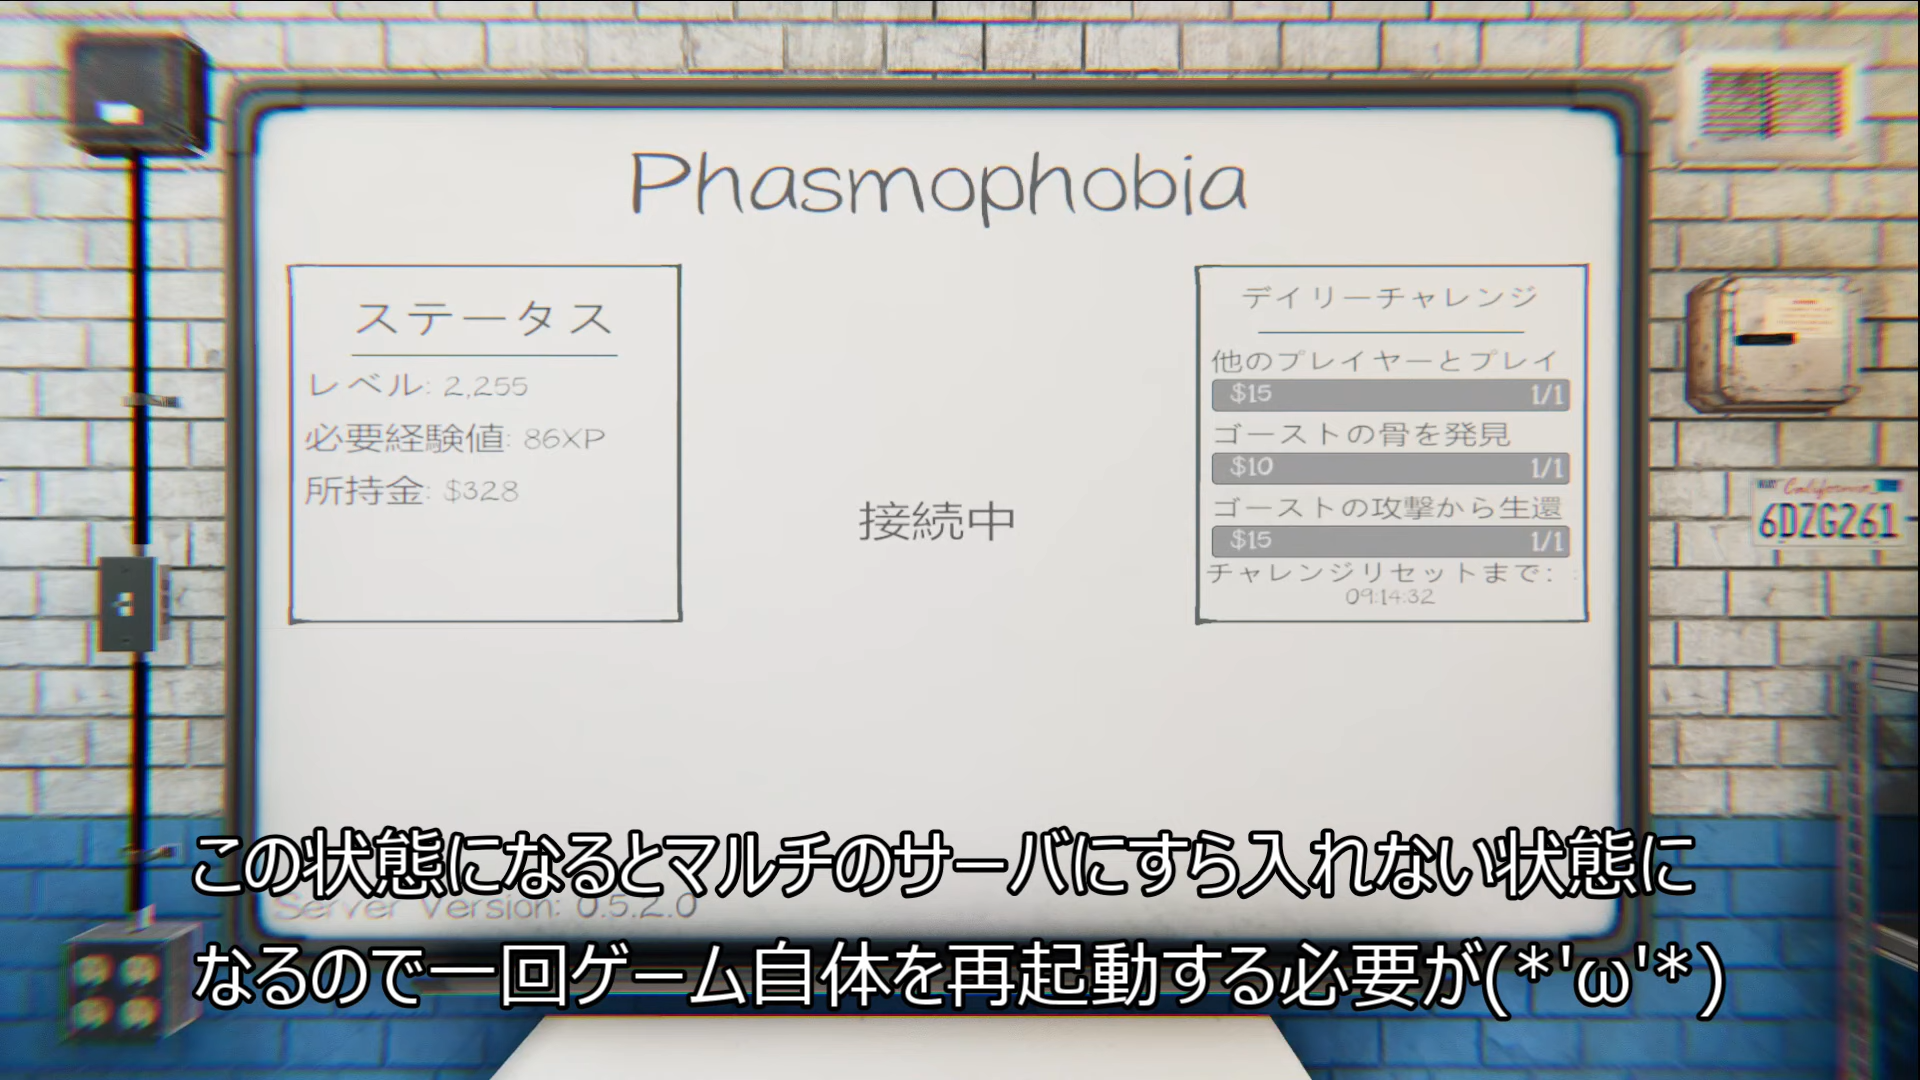 Phasmophobia
ステータス
レベル: 2,255
必要経験値: 86XP
所持金: $328
接続中
デイリーチャレンジ
他のプレイヤーとプレイ
$15 1/1
ゴーストの骨を発見
$10 1/1
ゴーストの攻撃から生還
$15 1/1
チャレンジリセットまで:
09:14:32
California
6DZG261
Server Version: 0.5.2.0
この状態になるとマルチのサーバにすら入れない状態に
なるので一回ゲーム自体を再起動する必要が(*'ω'*)